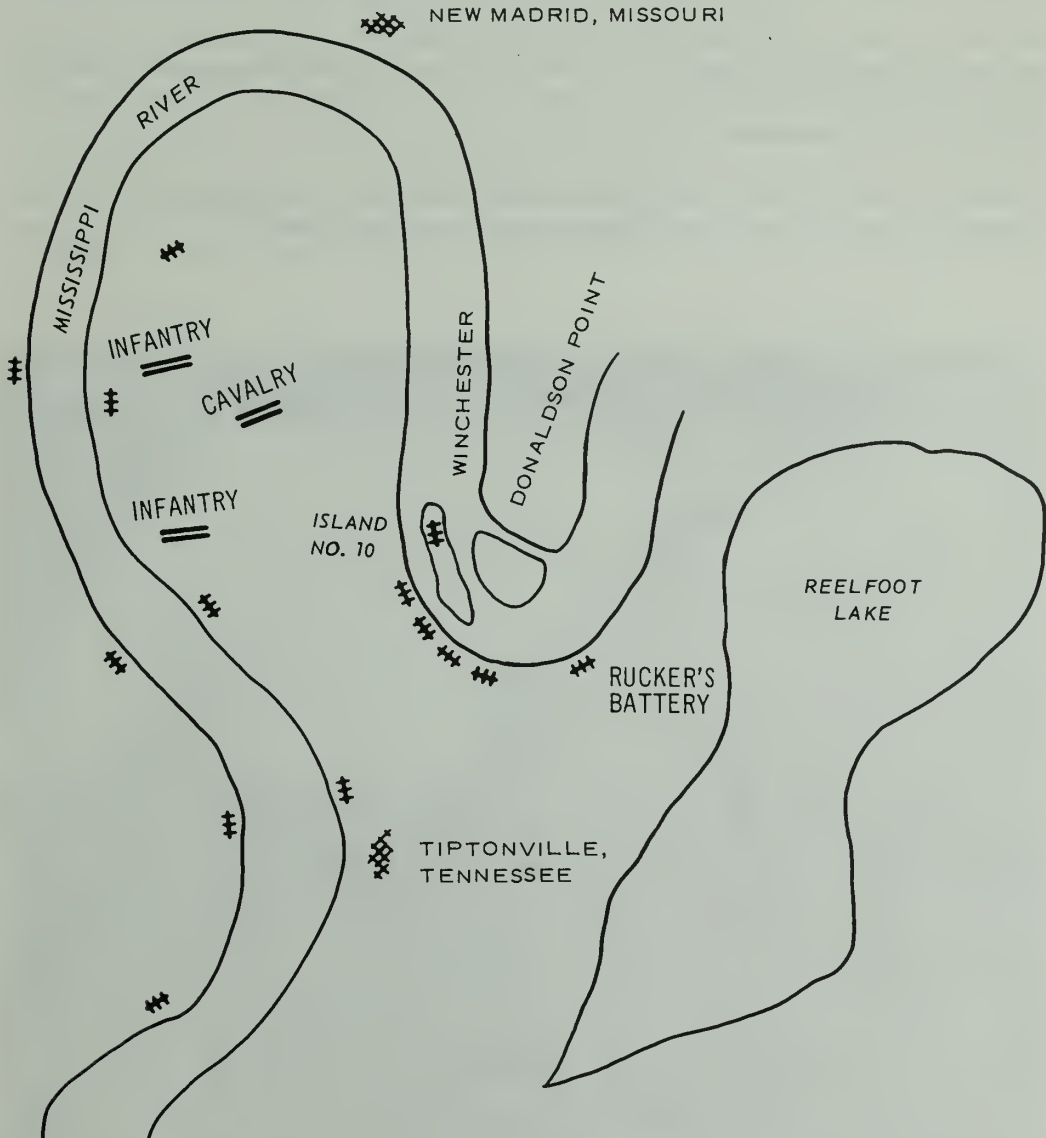 NEW MADRID, MISSOURI
RIVER
MISSISSIPPI
INFANTRY
CAVALRY
WINCHESTER
DONALDSON POINT
INFANTRY
ISLAND
NO. 10
REELFOOT
LAKE
RUCKER'S
BATTERY
TIPTONVILLE,
TENNESSEE